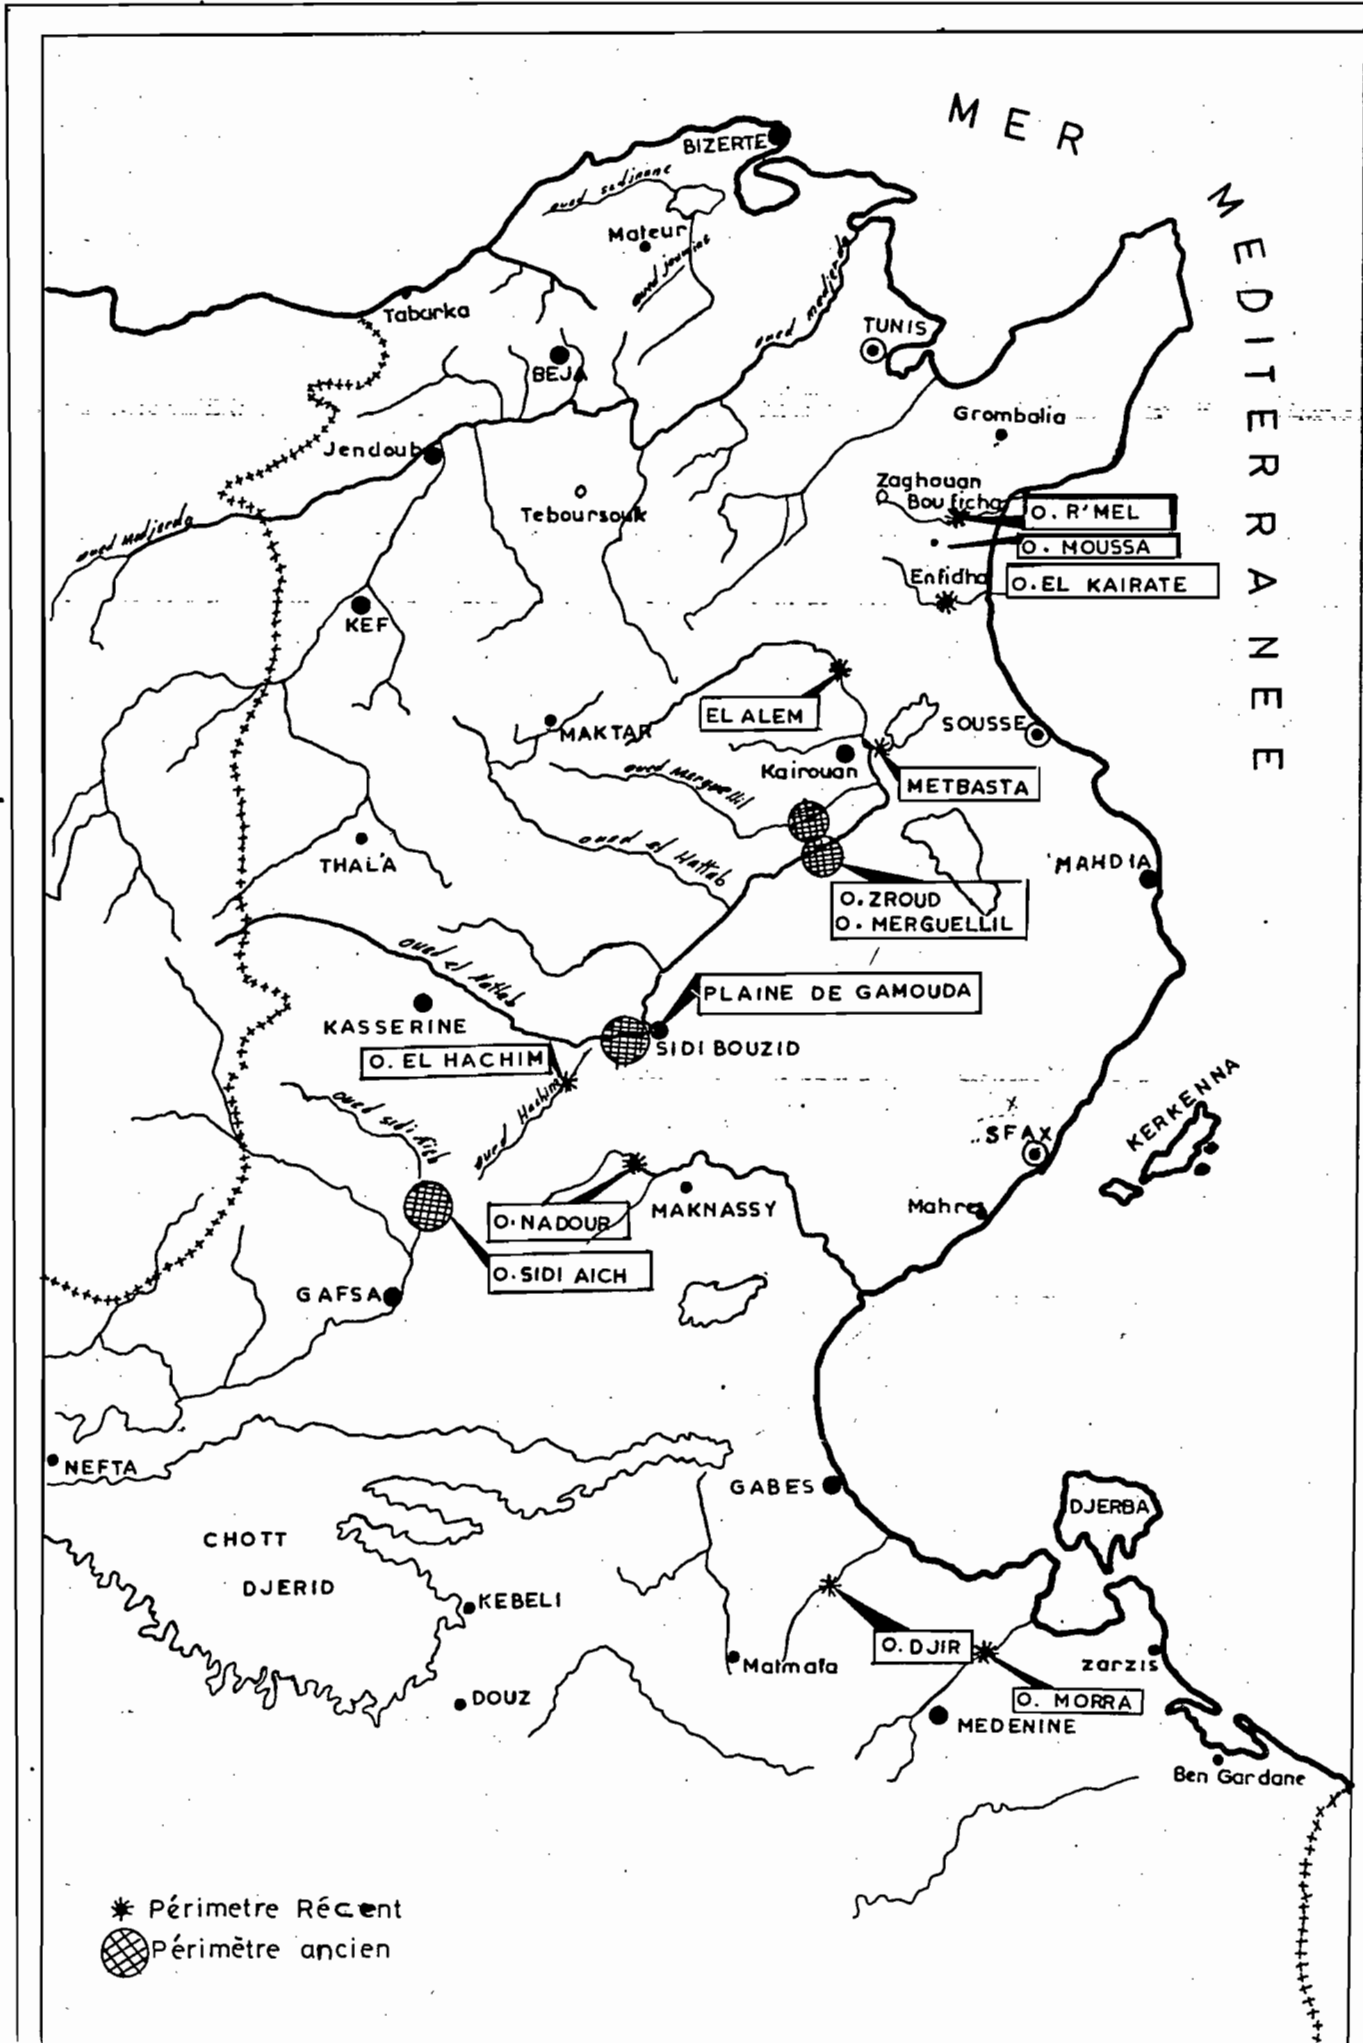 MER
MEDITERRANEE
BIZERTE
oued sedjnane
Mateur
oued joumine
oued medjerda
Tabarka
TUNIS
BEJA
Grombalia
Jendouba
Zaghouan
Bouficha
O. R'MEL
Teboursouk
oued Medjerda
O. MOUSSA
Enfidha
O. EL KAIRATE
KEF
EL ALEM
SOUSSE
MAKTAR
Kairouan
oued Merguellil
METBASTA
oued el Hattab
THALA
MAHDIA
O. ZROUD
O. MERGUELLIL
oued el Hattab
PLAINE DE GAMOUDA
KASSERINE
SIDI BOUZID
O. EL HACHIM
oued Hachim
oued sidi Aich
KERKENNA
SFAX
Mahres
O. NADOUR
MAKNASSY
O. SIDI AICH
GAFSA
NEFTA
GABES
DJERBA
CHOTT
DJERID
KEBELI
O. DJIR
Matmata
zarzis
DOUZ
O. MORRA
MEDENINE
Ben Gardane
Périmetre Récent
Périmètre ancien